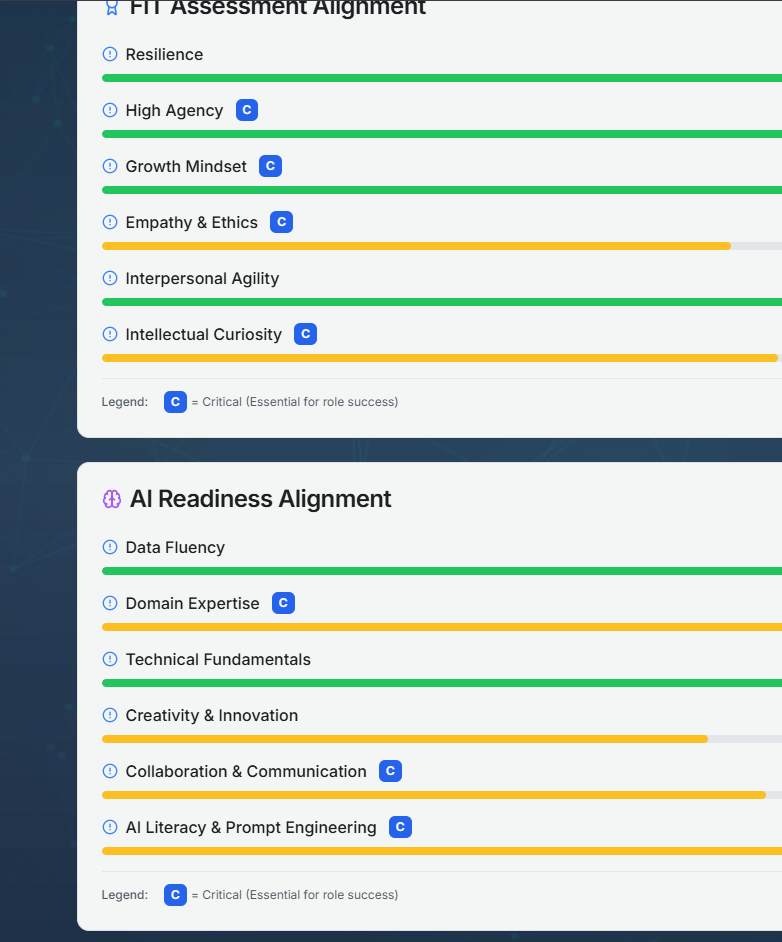 FIT Assessment Alignment
Resilience
High Agency C
Growth Mindset C
Empathy & Ethics C
Interpersonal Agility
Intellectual Curiosity C
Legend: C = Critical (Essential for role success)
AI Readiness Alignment
Data Fluency
Domain Expertise C
Technical Fundamentals
Creativity & Innovation
Collaboration & Communication C
AI Literacy & Prompt Engineering C
Legend: C = Critical (Essential for role success)